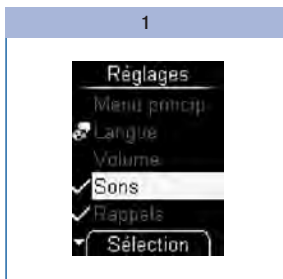 1
Réglages
Menu princip.
Langue
Volume
Sons
Rappels
Sélection